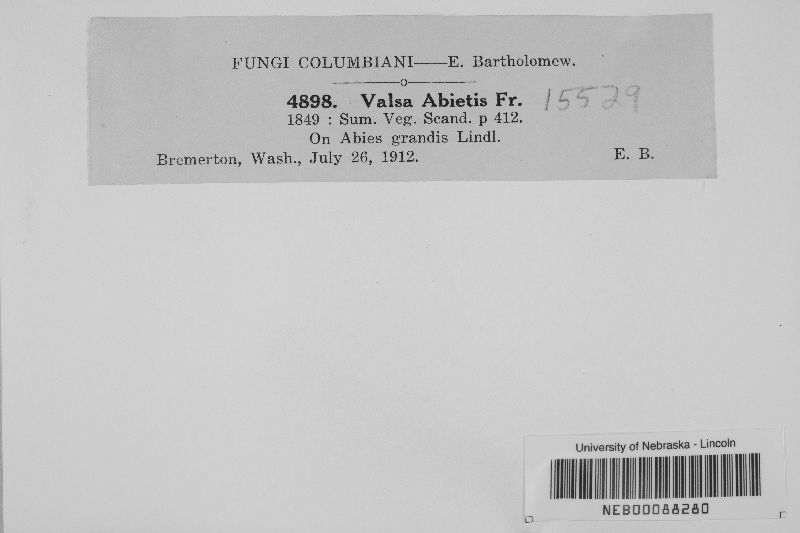 FUNGI COLUMBIANI——E. Bartholomew.
4898. Valsa Abietis Fr. 15529
1849 : Sum. Veg. Scand. p 412.
On Abies grandis Lindl.
Bremerton, Wash., July 26, 1912. E. B.
University of Nebraska - Lincoln
NEB00088280